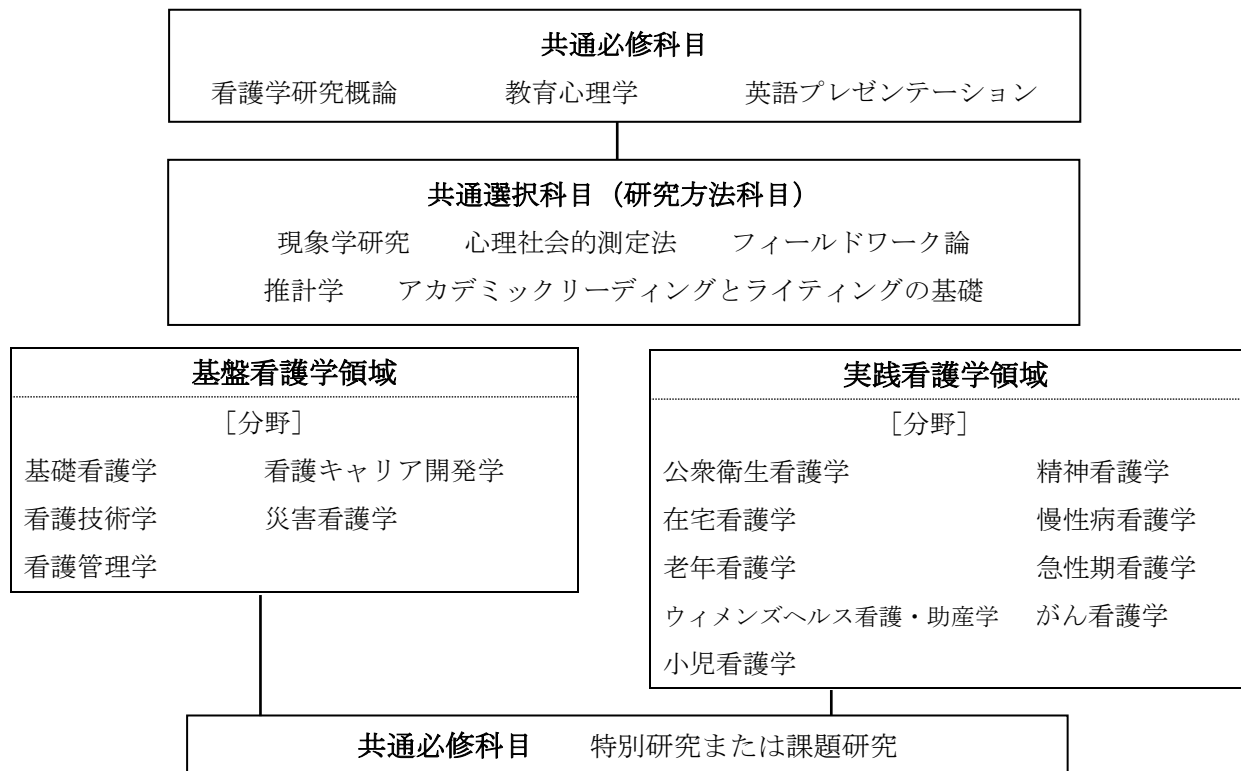 共通必修科目
看護学研究概論 教育心理学 英語プレゼンテーション
共通選択科目（研究方法科目）
現象学研究 心理社会的測定法 フィールドワーク論
推計学 アカデミックリーディングとライティングの基礎
基盤看護学領域
［分野］
基礎看護学 看護キャリア開発学
看護技術学 災害看護学
看護管理学
実践看護学領域
［分野］
公衆衛生看護学 精神看護学
在宅看護学 慢性病看護学
老年看護学 急性期看護学
ウィメンズヘルス看護・助産学 がん看護学
小児看護学
共通必修科目 特別研究または課題研究